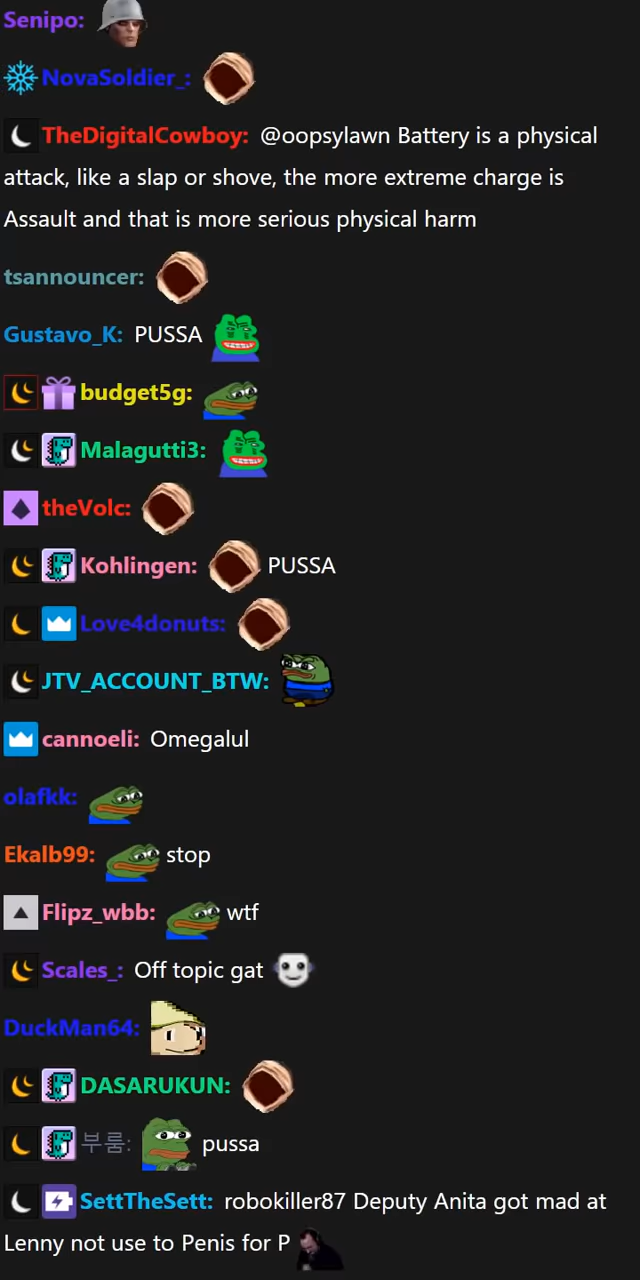 Senipo:
NovaSoldier_:
TheDigitalCowboy: @oopsylawn Battery is a physical
attack, like a slap or shove, the more extreme charge is
Assault and that is more serious physical harm
tsannouncer:
Gustavo_K: PUSSA
budget5g:
Malagutti3:
theVolc:
Kohlingen: PUSSA
Love4donuts:
JTV_ACCOUNT_BTW:
cannoeli: Omegalul
olafkk:
Ekalb99: stop
Flipz_wbb: wtf
Scales_: Off topic gat
DuckMan64:
DASARUKUN:
부룸: pussa
SettTheSett: robokiller87 Deputy Anita got mad at
Lenny not use to Penis for P